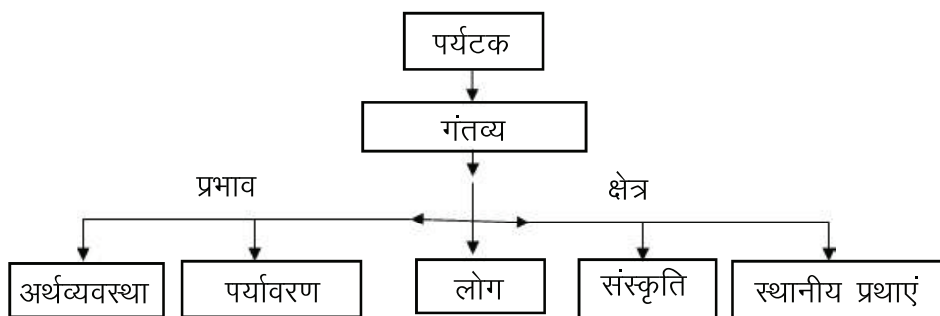 पर्यटक
गंतव्य
प्रभाव
क्षेत्र
अर्थव्यवस्था
पर्यावरण
लोग
संस्कृति
स्थानीय प्रथाएं